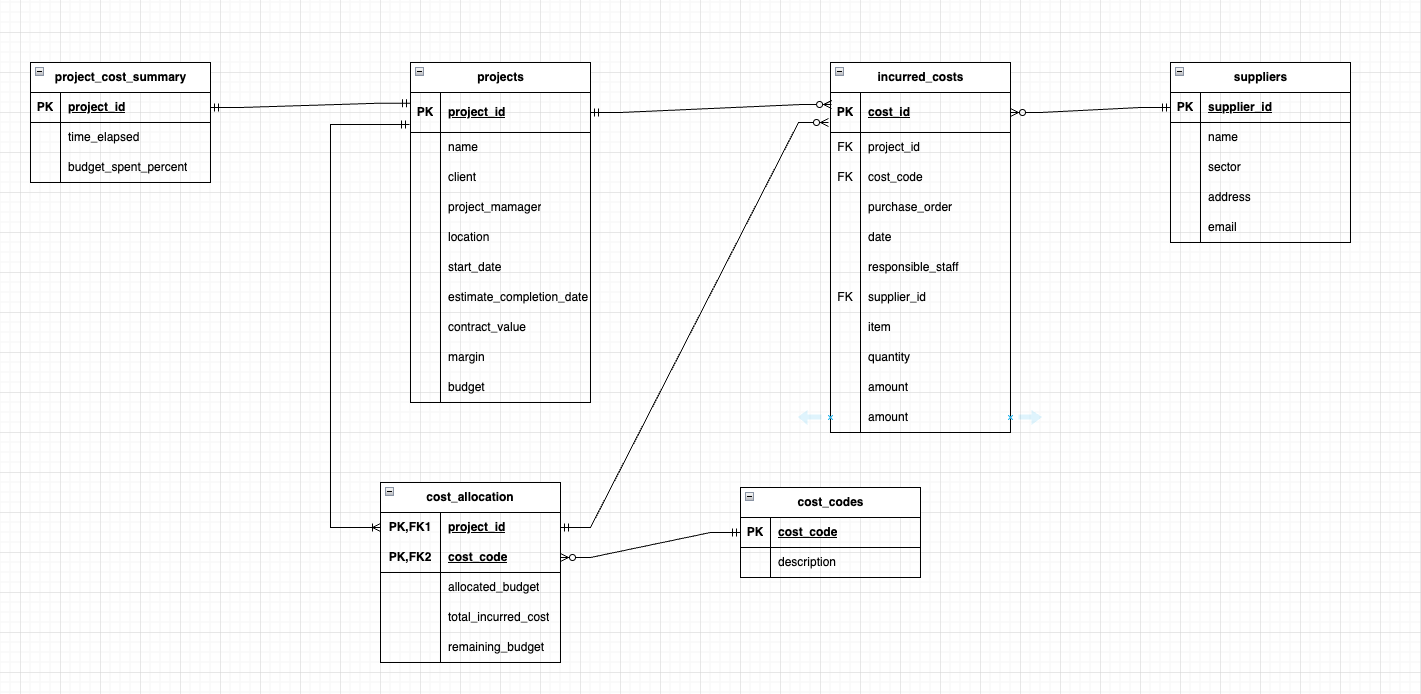 project_cost_summary
PK project_id
time_elapsed
budget_spent_percent
projects
PK project_id
name
client
project_mamager
location
start_date
estimate_completion_date
contract_value
margin
budget
incurred_costs
PK cost_id
FK project_id
FK cost_code
purchase_order
date
responsible_staff
FK supplier_id
item
quantity
amount
amount
suppliers
PK supplier_id
name
sector
address
email
cost_allocation
PK,FK1 project_id
PK,FK2 cost_code
allocated_budget
total_incurred_cost
remaining_budget
cost_codes
PK cost_code
description